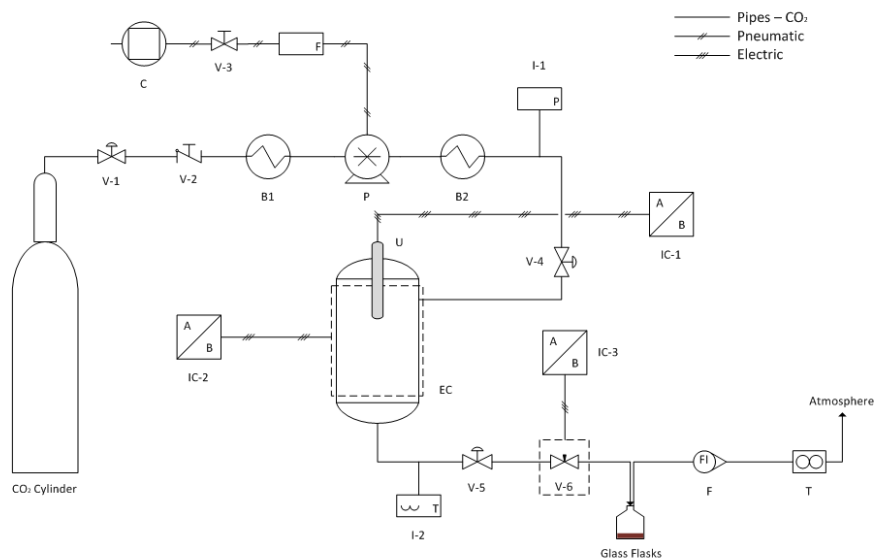 Pipes – CO₂
Pneumatic
Electric
F
C
V-3
I-1
P
V-1
V-2
B1
P
B2
A
B
IC-1
U
V-4
A
B
IC-2
A
B
IC-3
EC
Atmosphere
FI
V-5
V-6
F
T
T
I-2
CO₂ Cylinder
Glass Flasks